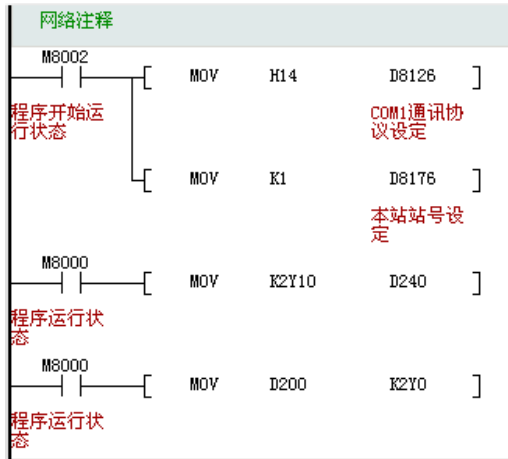 网络注释
M8002
[ MOV H14 D8126 ]
程序开始运
行状态
COM1通讯协
议设定
[ MOV K1 D8176 ]
本站站号设
定
M8000
[ MOV K2Y10 D240 ]
程序运行状
态
M8000
[ MOV D200 K2Y0 ]
程序运行状
态